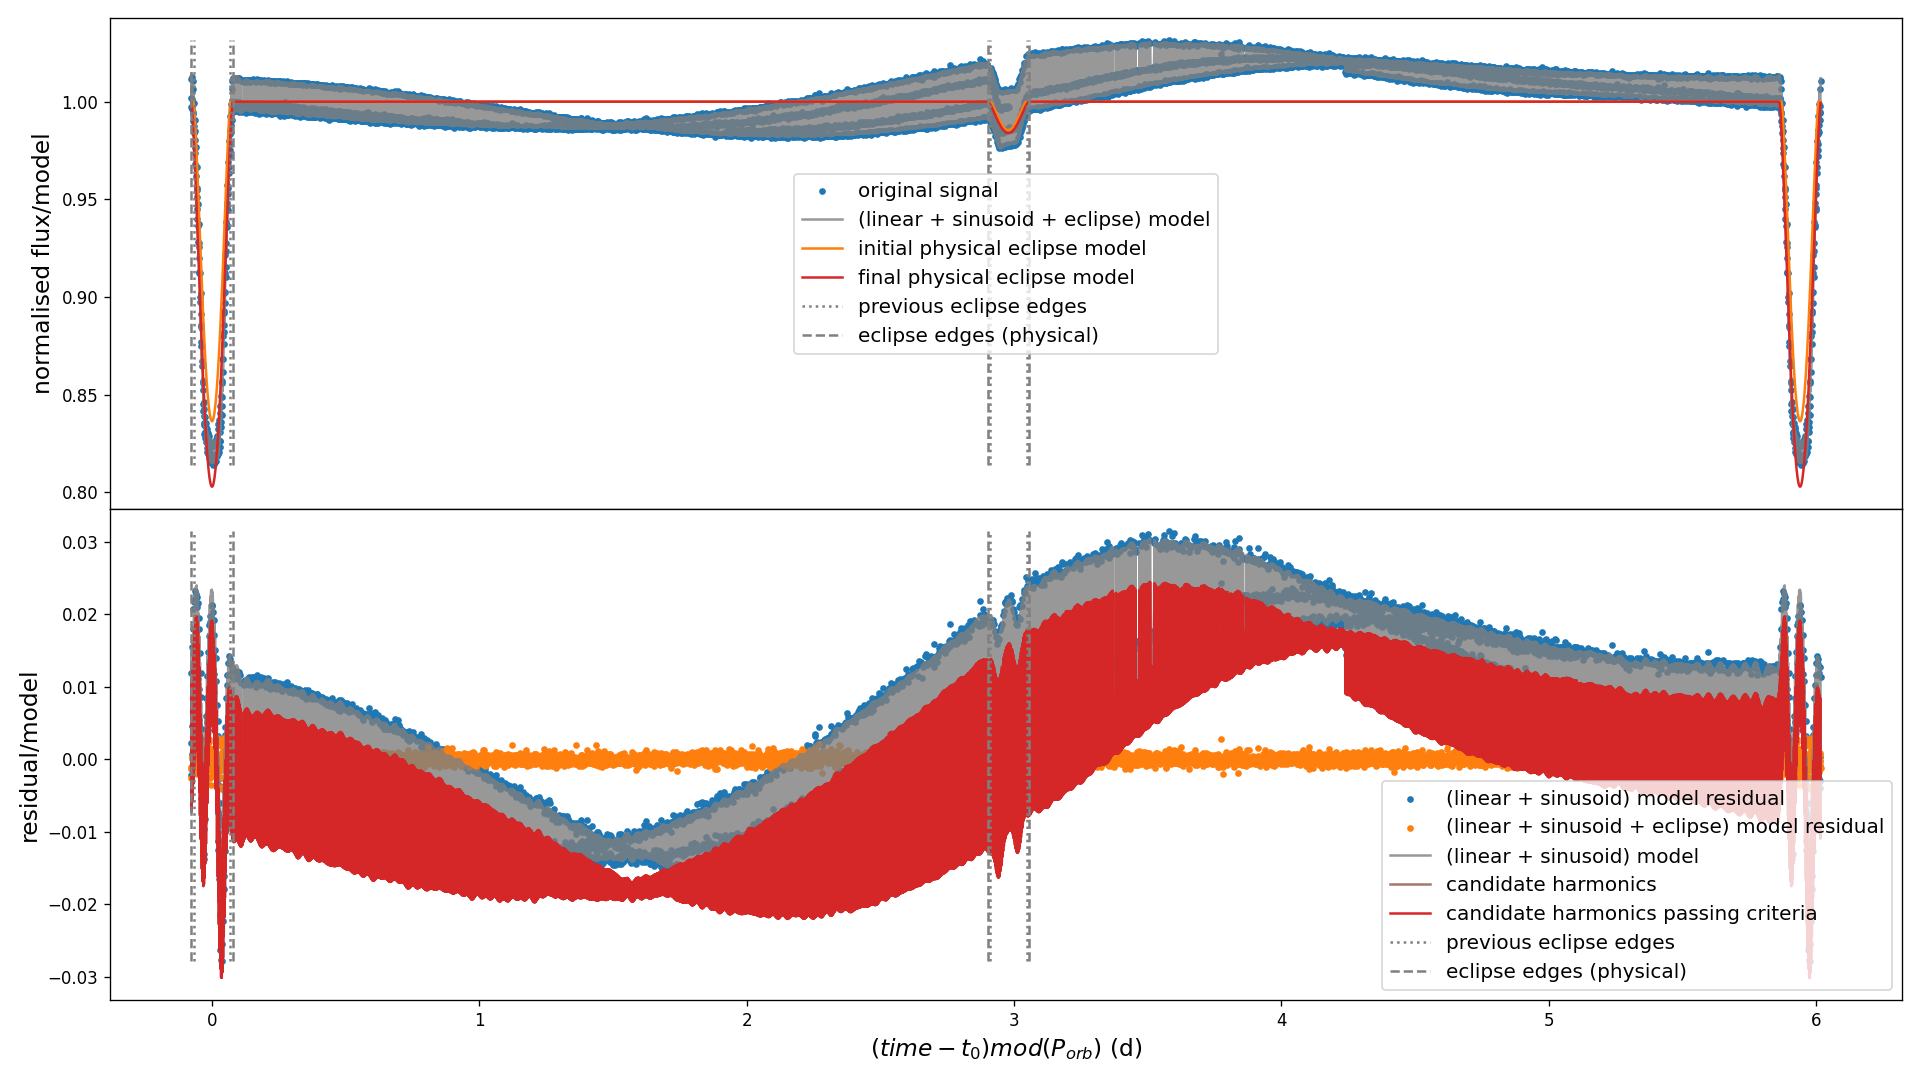 normalised flux/model
1.00
0.95
0.90
0.85
0.80
original signal
(linear + sinusoid + eclipse) model
initial physical eclipse model
final physical eclipse model
previous eclipse edges
eclipse edges (physical)
residual/model
0.03
0.02
0.01
0.00
−0.01
−0.02
−0.03
(linear + sinusoid) model residual
(linear + sinusoid + eclipse) model residual
(linear + sinusoid) model
candidate harmonics
candidate harmonics passing criteria
previous eclipse edges
eclipse edges (physical)
0 1 2 3 4 5 6
(time − t₀)mod(P_orb) (d)